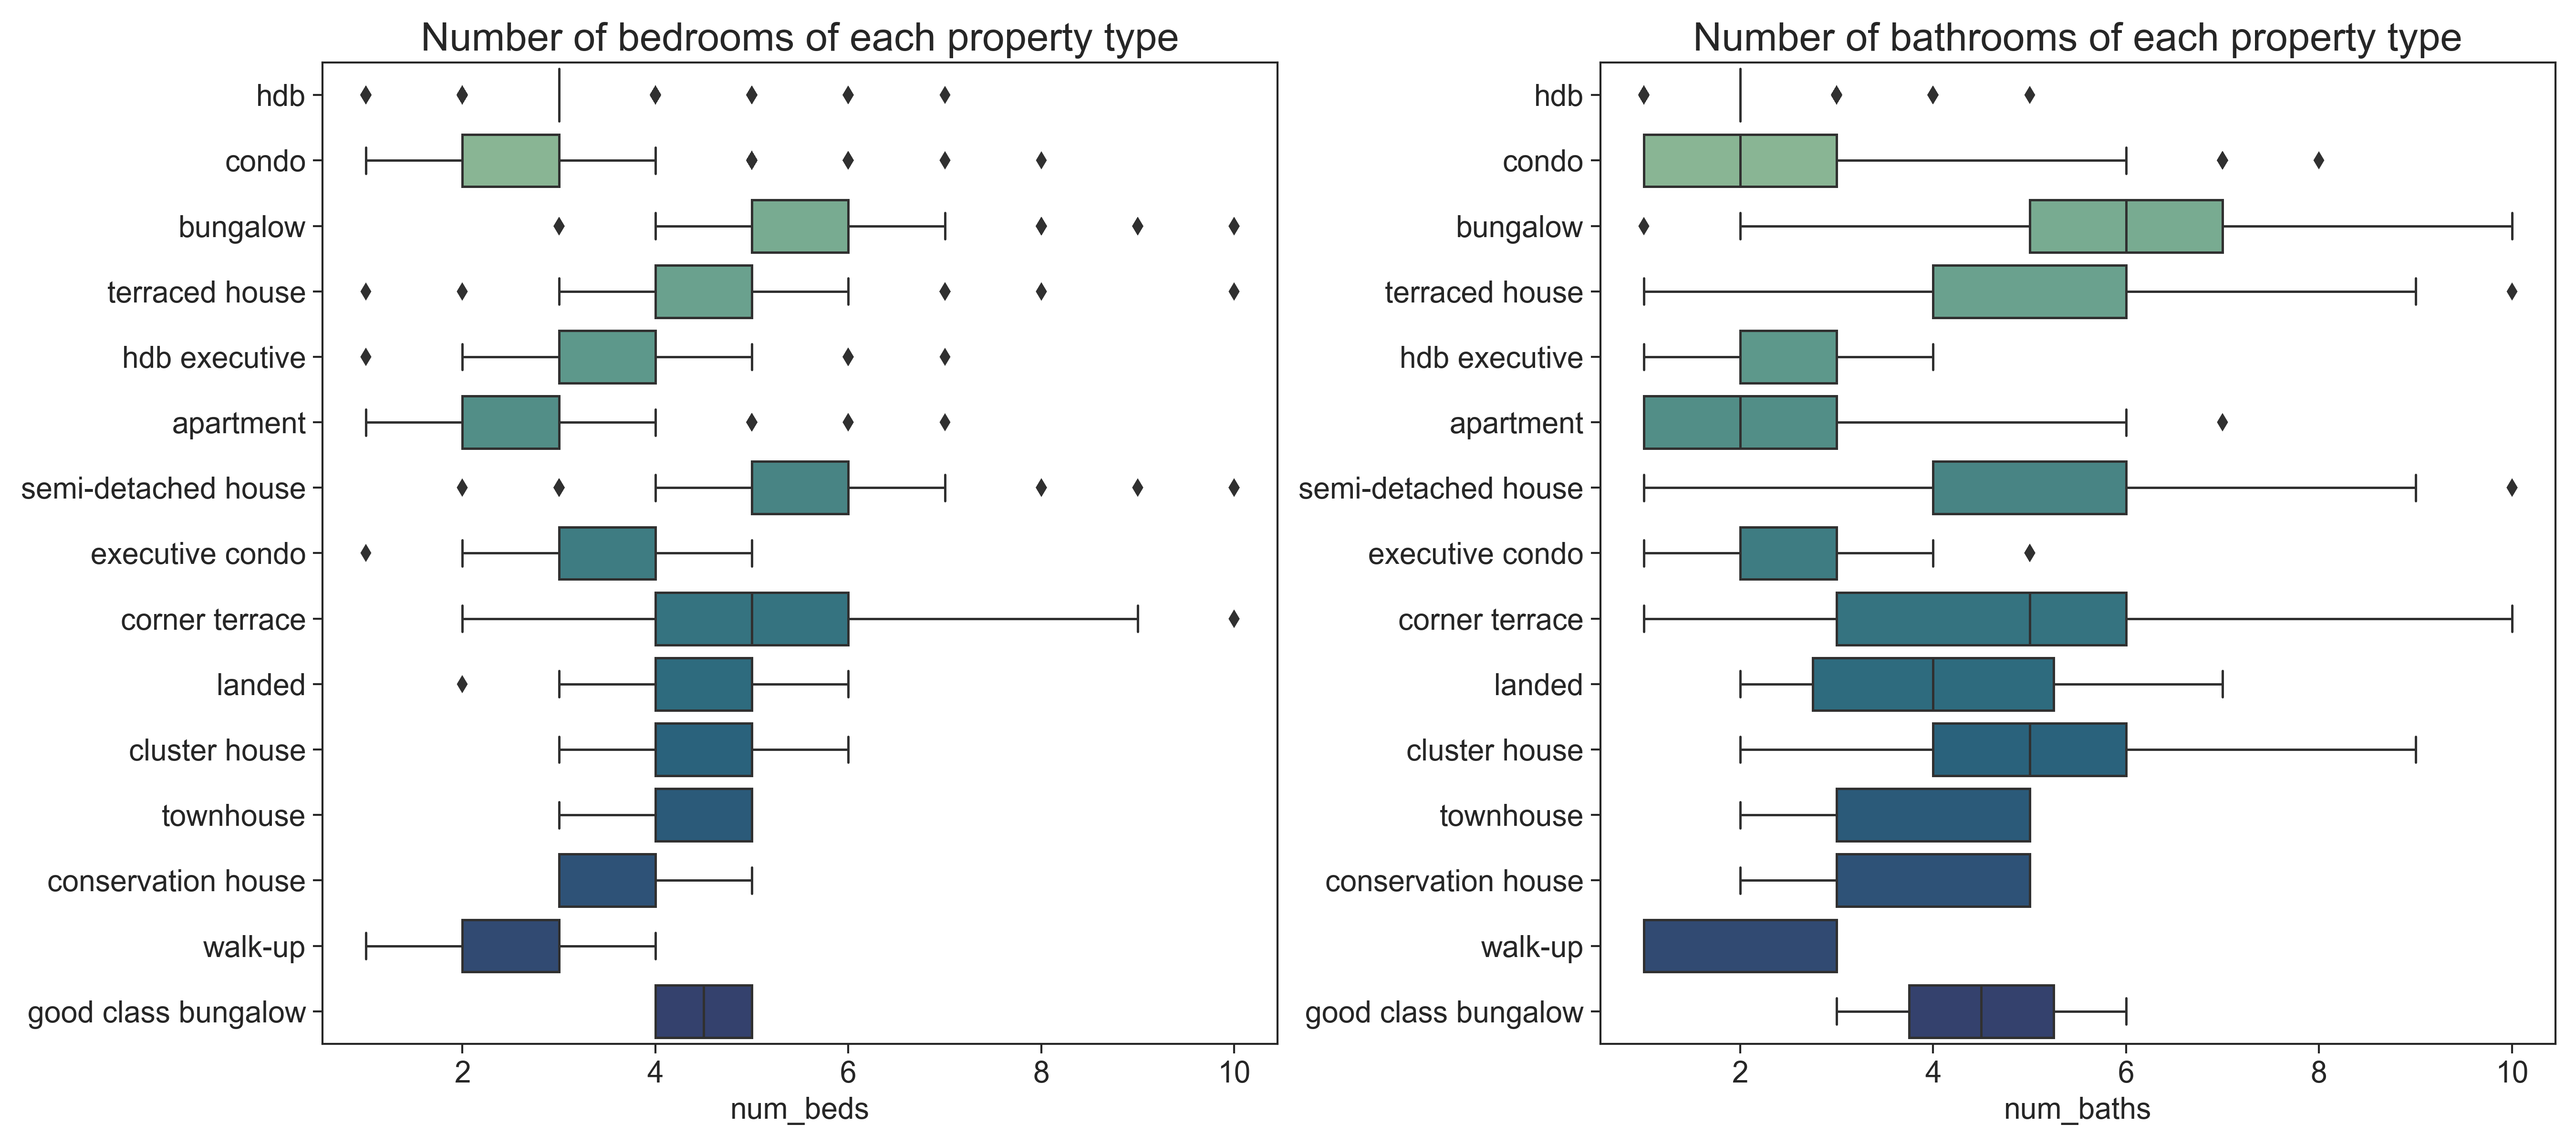 Number of bedrooms of each property type
hdb
condo
bungalow
terraced house
hdb executive
apartment
semi-detached house
executive condo
corner terrace
landed
cluster house
townhouse
conservation house
walk-up
good class bungalow
2 4 6 8 10
num_beds
Number of bathrooms of each property type
hdb
condo
bungalow
terraced house
hdb executive
apartment
semi-detached house
executive condo
corner terrace
landed
cluster house
townhouse
conservation house
walk-up
good class bungalow
2 4 6 8 10
num_baths